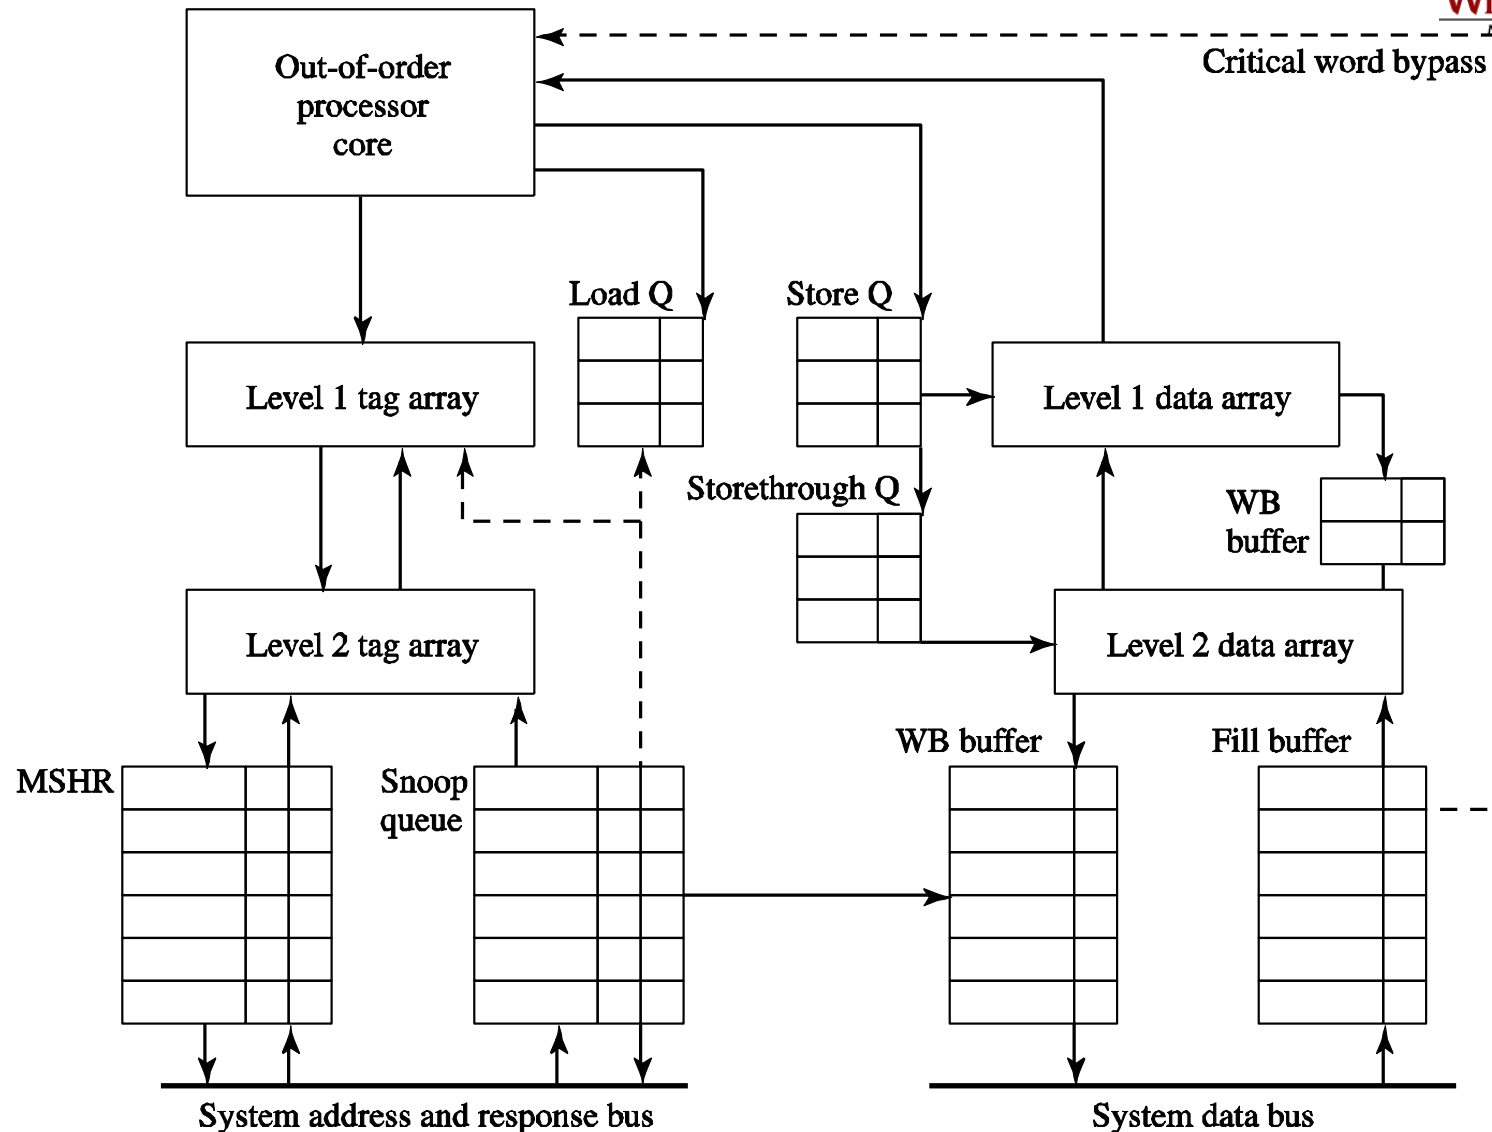 Critical word bypass
Out-of-order
processor
core
Load Q
Store Q
Level 1 tag array
Level 1 data array
Storethrough Q
WB
buffer
Level 2 tag array
Level 2 data array
WB buffer
Fill buffer
MSHR
Snoop
queue
System address and response bus
System data bus